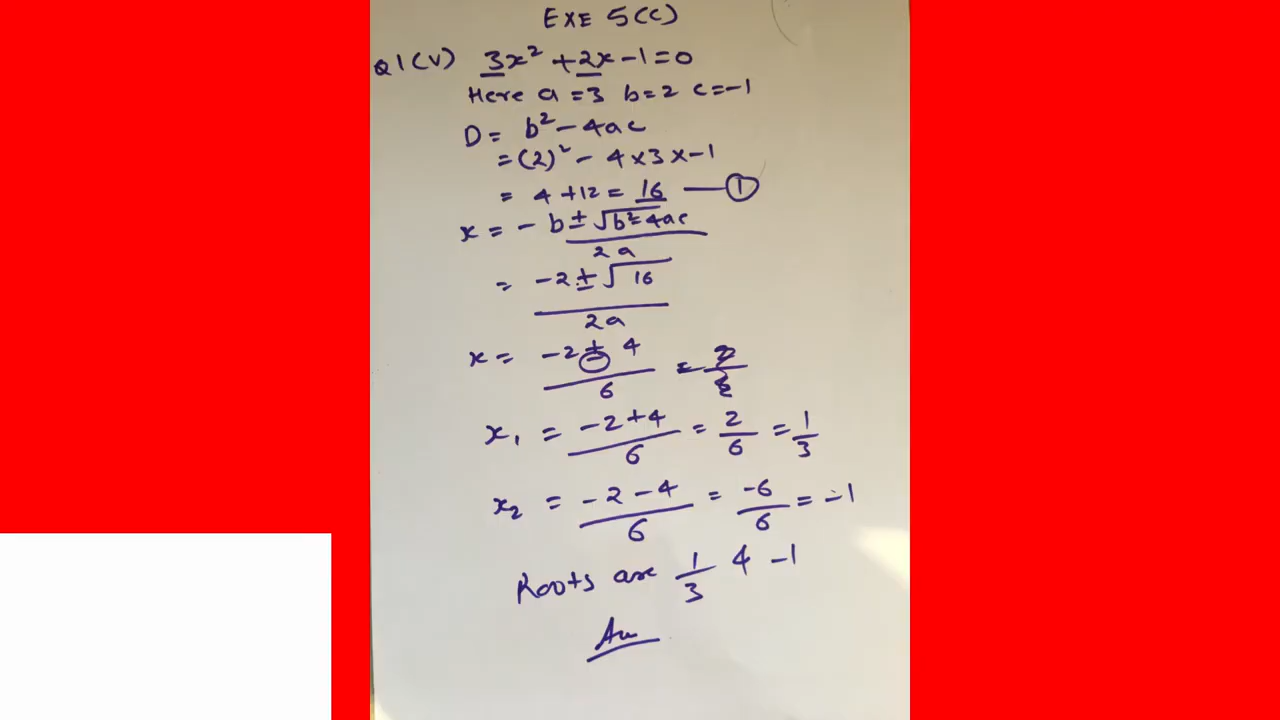 EXE 5(C)
Q1(V) 3x² + 2x - 1 = 0
Here a = 3 b = 2 c = -1
D = b² - 4ac
= (2)² - 4 x 3 x -1
= 4 + 12 = 16 — ①
x = - b ± √b² - 4ac / 2a
= -2 ± √16 / 2a
x = -2 ± 4 / 6 =
x₁ = -2 + 4 / 6 = 2/6 = 1/3
x₂ = -2 - 4 / 6 = -6/6 = -1
Roots are 1/3 & -1
Ans